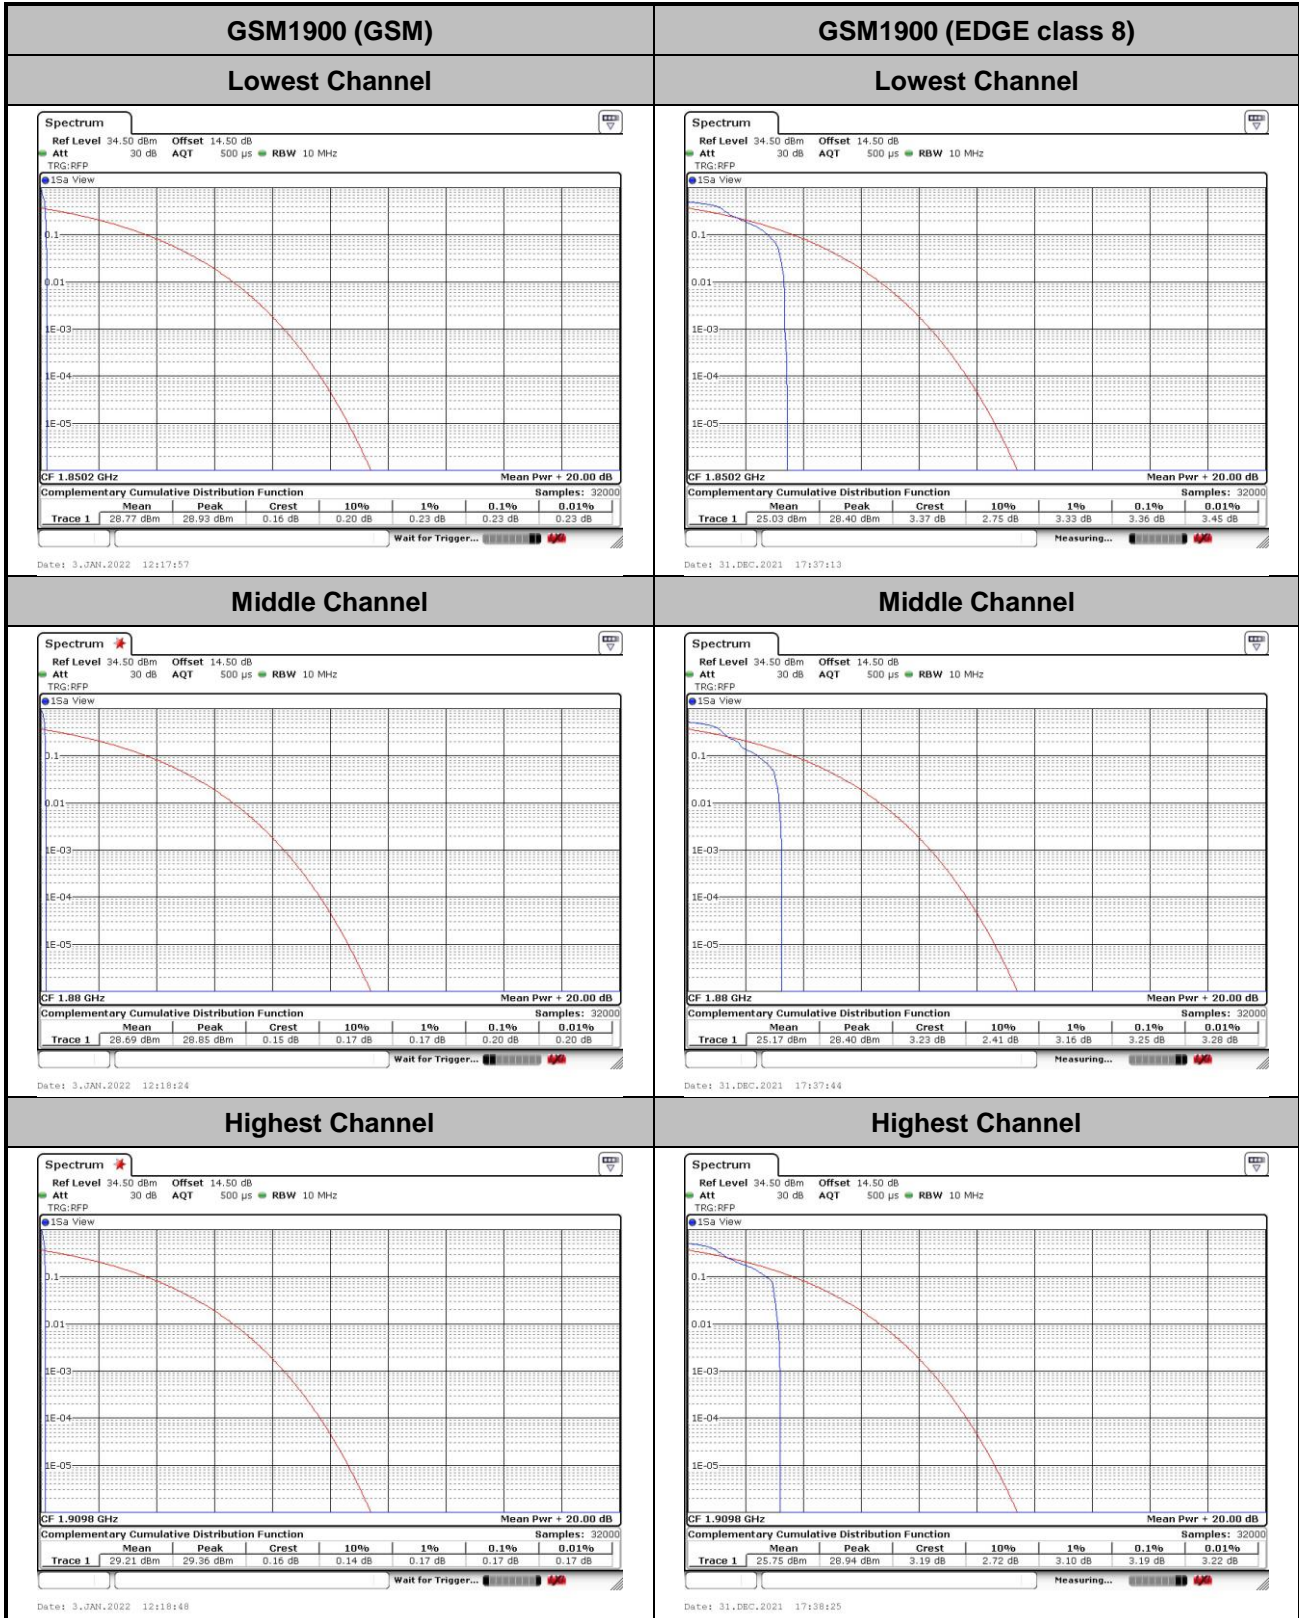 GSM1900 (GSM)
GSM1900 (EDGE class 8)
Lowest Channel
Lowest Channel
Spectrum
Ref Level 34.50 dBm Offset 14.50 dB
Att 30 dB AQT 500 µs RBW 10 MHz
TRG:RFP
1Sa View
0.1
0.01
1E-03
1E-04
1E-05
CF 1.8502 GHz Mean Pwr + 20.00 dB
Complementary Cumulative Distribution Function Samples: 32000
Mean Peak Crest 10% 1% 0.1% 0.01%
Trace 1 28.77 dBm 28.93 dBm 0.16 dB 0.20 dB 0.23 dB 0.23 dB 0.23 dB
Wait for Trigger...
Date: 3.JAN.2022 12:17:57
Spectrum
Ref Level 34.50 dBm Offset 14.50 dB
Att 30 dB AQT 500 µs RBW 10 MHz
TRG:RFP
1Sa View
0.1
0.01
1E-03
1E-04
1E-05
CF 1.8502 GHz Mean Pwr + 20.00 dB
Complementary Cumulative Distribution Function Samples: 32000
Mean Peak Crest 10% 1% 0.1% 0.01%
Trace 1 25.03 dBm 28.40 dBm 3.37 dB 2.75 dB 3.33 dB 3.36 dB 3.45 dB
Measuring...
Date: 31.DEC.2021 17:37:13
Middle Channel
Middle Channel
Spectrum
Ref Level 34.50 dBm Offset 14.50 dB
Att 30 dB AQT 500 µs RBW 10 MHz
TRG:RFP
1Sa View
0.1
0.01
1E-03
1E-04
1E-05
CF 1.88 GHz Mean Pwr + 20.00 dB
Complementary Cumulative Distribution Function Samples: 32000
Mean Peak Crest 10% 1% 0.1% 0.01%
Trace 1 28.69 dBm 28.85 dBm 0.15 dB 0.17 dB 0.17 dB 0.20 dB 0.20 dB
Wait for Trigger...
Date: 3.JAN.2022 12:18:24
Spectrum
Ref Level 34.50 dBm Offset 14.50 dB
Att 30 dB AQT 500 µs RBW 10 MHz
TRG:RFP
1Sa View
0.1
0.01
1E-03
1E-04
1E-05
CF 1.88 GHz Mean Pwr + 20.00 dB
Complementary Cumulative Distribution Function Samples: 32000
Mean Peak Crest 10% 1% 0.1% 0.01%
Trace 1 25.17 dBm 28.40 dBm 3.23 dB 2.41 dB 3.16 dB 3.25 dB 3.28 dB
Measuring...
Date: 31.DEC.2021 17:37:44
Highest Channel
Highest Channel
Spectrum
Ref Level 34.50 dBm Offset 14.50 dB
Att 30 dB AQT 500 µs RBW 10 MHz
TRG:RFP
1Sa View
0.1
0.01
1E-03
1E-04
1E-05
CF 1.9098 GHz Mean Pwr + 20.00 dB
Complementary Cumulative Distribution Function Samples: 32000
Mean Peak Crest 10% 1% 0.1% 0.01%
Trace 1 29.21 dBm 29.36 dBm 0.16 dB 0.14 dB 0.17 dB 0.17 dB 0.17 dB
Wait for Trigger...
Date: 3.JAN.2022 12:18:48
Spectrum
Ref Level 34.50 dBm Offset 14.50 dB
Att 30 dB AQT 500 µs RBW 10 MHz
TRG:RFP
1Sa View
0.1
0.01
1E-03
1E-04
1E-05
CF 1.9098 GHz Mean Pwr + 20.00 dB
Complementary Cumulative Distribution Function Samples: 32000
Mean Peak Crest 10% 1% 0.1% 0.01%
Trace 1 25.75 dBm 28.94 dBm 3.19 dB 2.72 dB 3.10 dB 3.19 dB 3.22 dB
Measuring...
Date: 31.DEC.2021 17:38:25